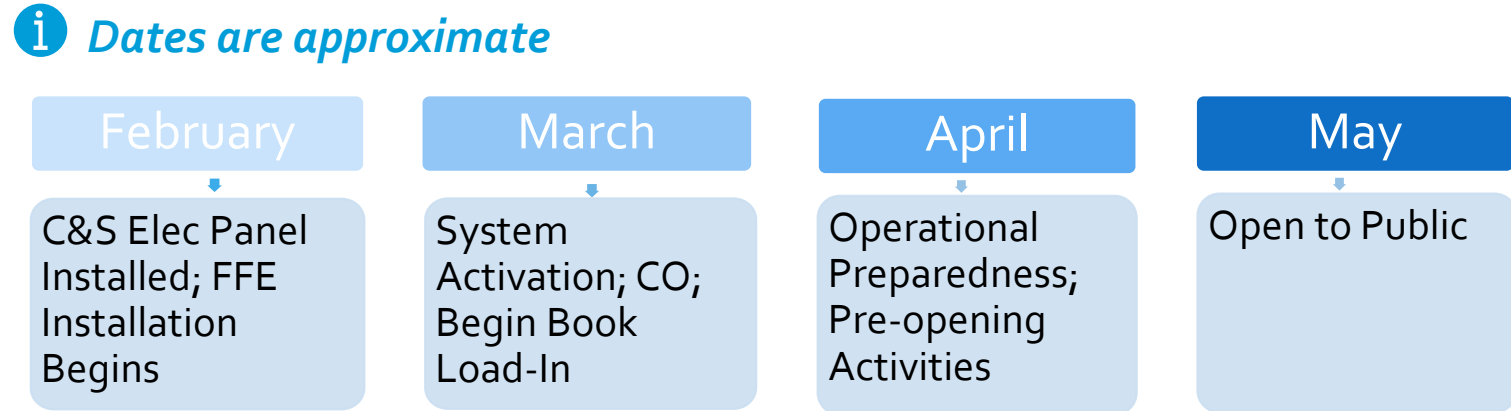 Dates are approximate
February
C&S Elec Panel
Installed; FFE
Installation
Begins
March
System
Activation; CO;
Begin Book
Load-In
April
Operational
Preparedness;
Pre-opening
Activities
May
Open to Public